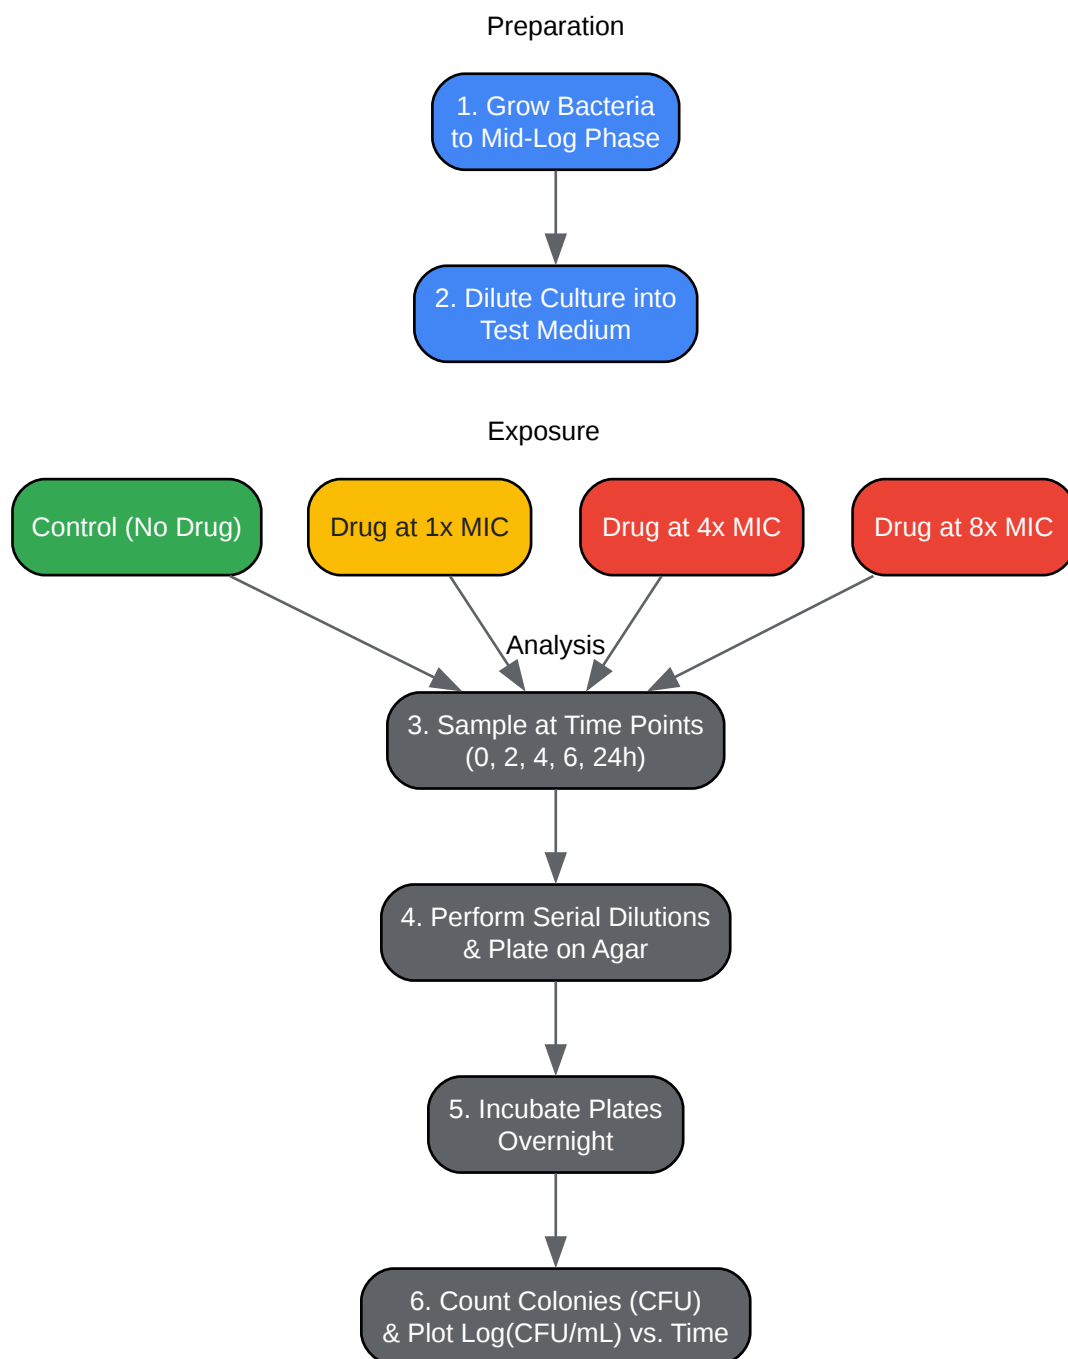 Preparation
1. Grow Bacteria
to Mid-Log Phase
2. Dilute Culture into
Test Medium
Exposure
Control (No Drug)
Drug at 1x MIC
Drug at 4x MIC
Drug at 8x MIC
Analysis
3. Sample at Time Points
(0, 2, 4, 6, 24h)
4. Perform Serial Dilutions
& Plate on Agar
5. Incubate Plates
Overnight
6. Count Colonies (CFU)
& Plot Log(CFU/mL) vs. Time